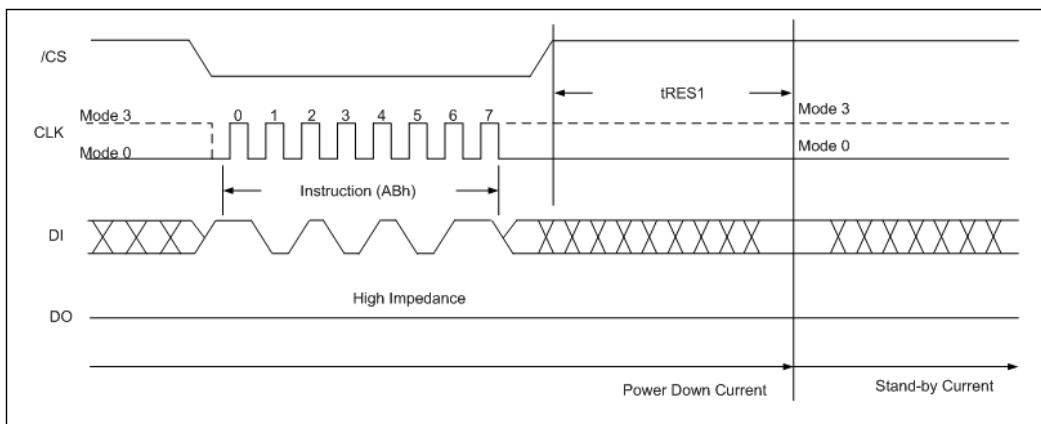 /CS
tRES1
Mode 3
0 1 2 3 4 5 6 7
Mode 3
CLK
Mode 0
Mode 0
Instruction (ABh)
DI
High Impedance
DO
Power Down Current
Stand-by Current